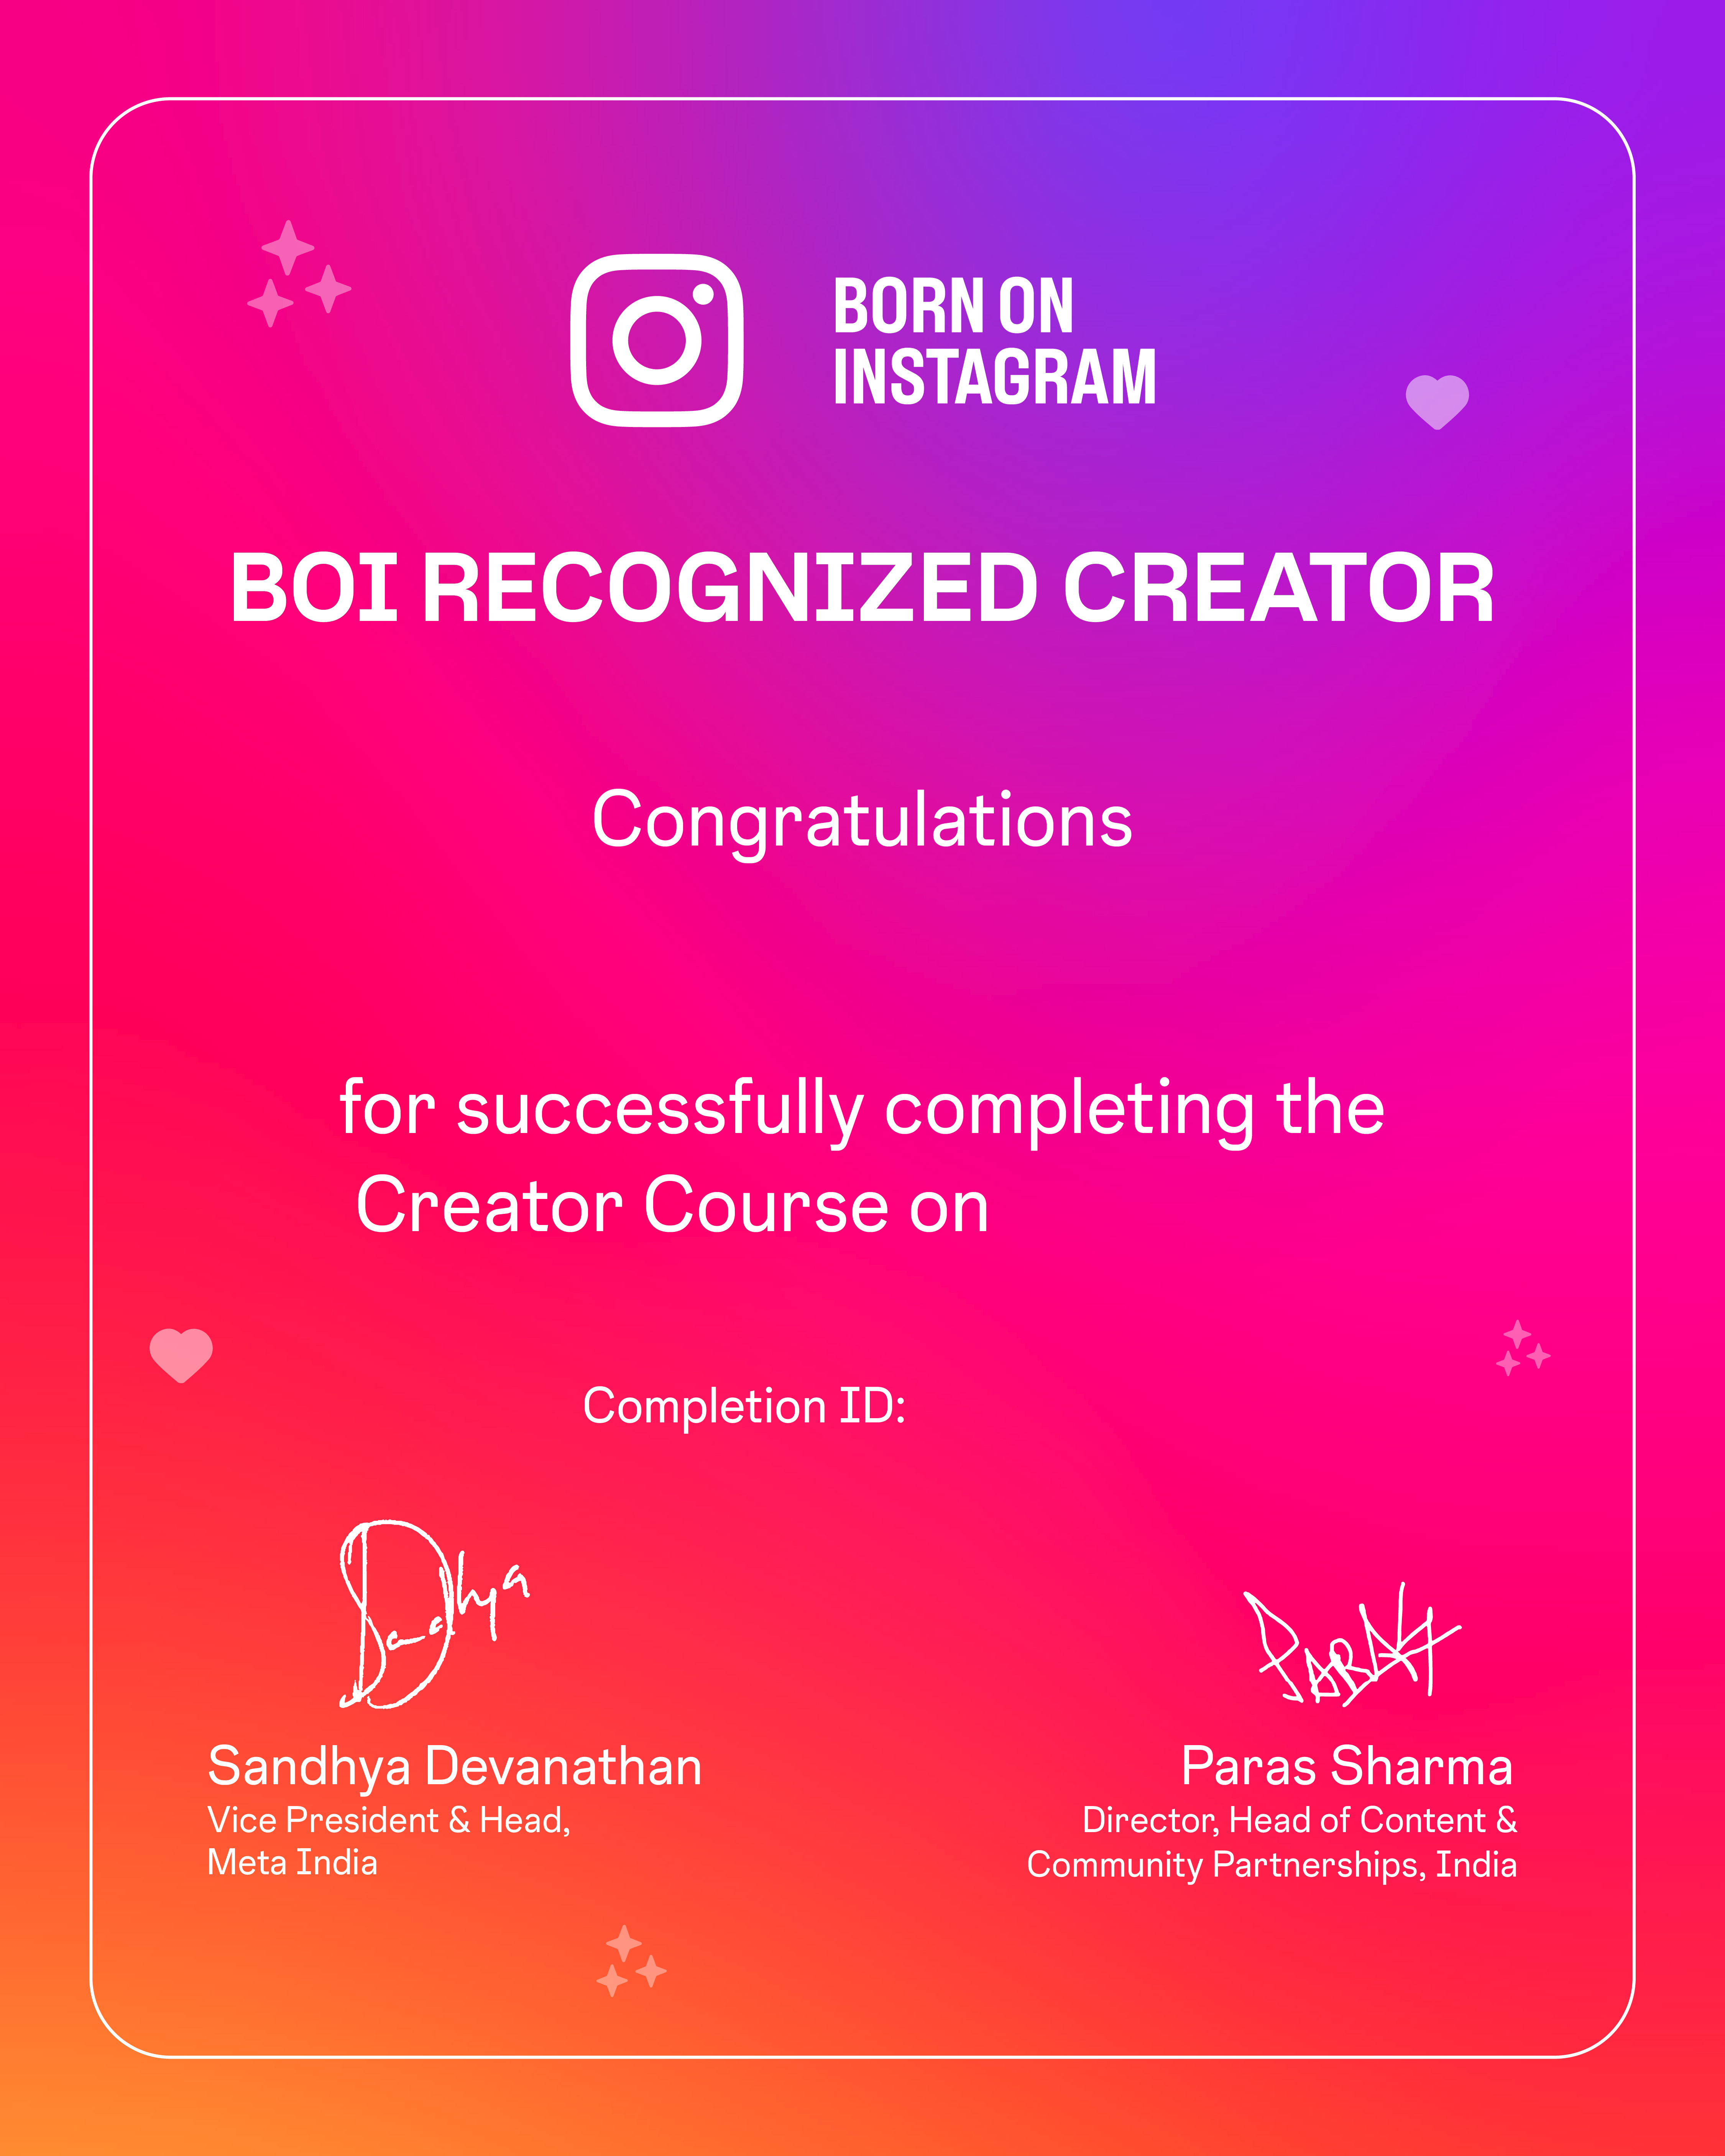 BORN ON
INSTAGRAM
BOI RECOGNIZED CREATOR
Congratulations
for successfully completing the
Creator Course on
Completion ID:
Sandhya
Paras
Sandhya Devanathan
Vice President & Head,
Meta India
Paras Sharma
Director, Head of Content &
Community Partnerships, India